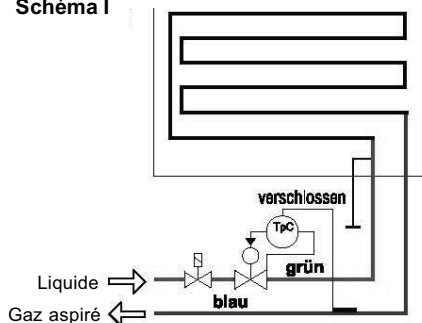 Schéma I
verschlossen
TpC
grün
Liquide
blau
Gaz aspiré